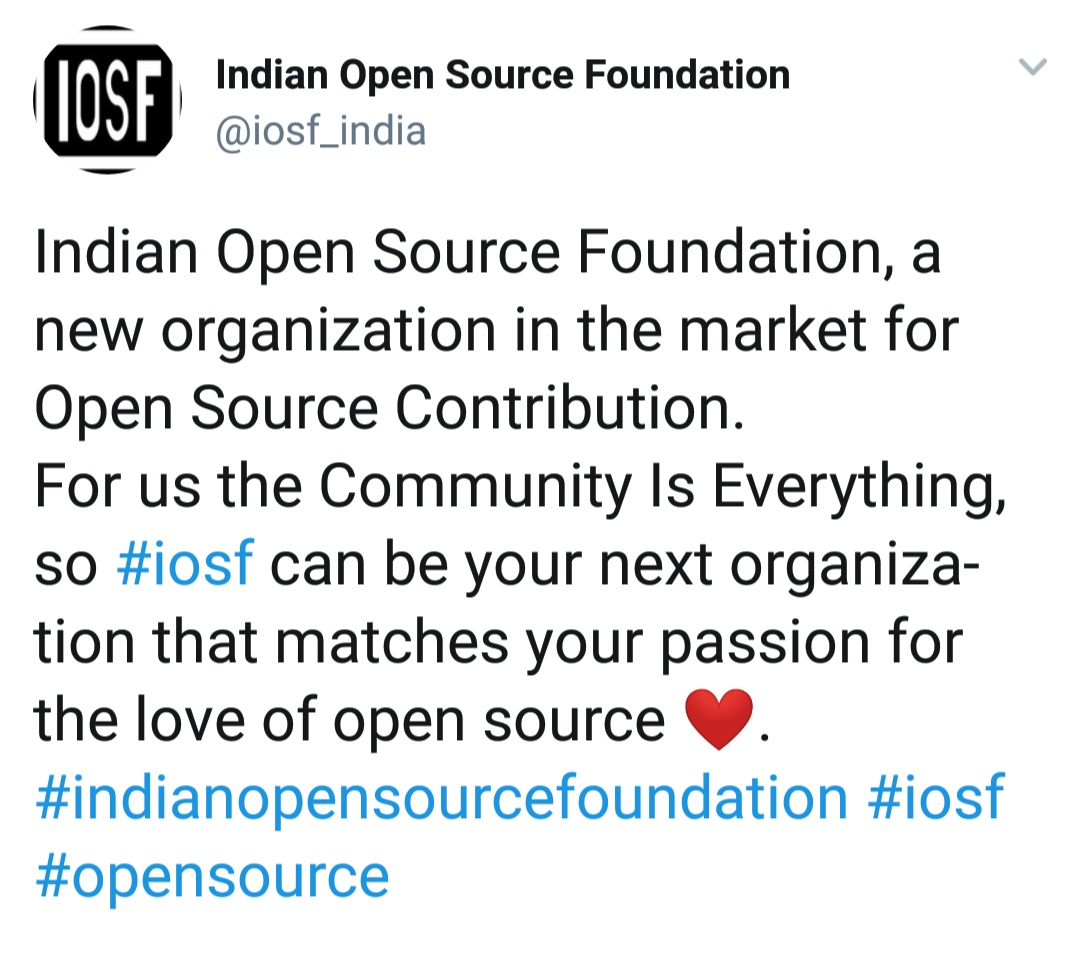 IOSF
Indian Open Source Foundation
@iosf_india
Indian Open Source Foundation, a
new organization in the market for
Open Source Contribution.
For us the Community Is Everything,
so #iosf can be your next organiza-
tion that matches your passion for
the love of open source ❤️.
#indianopensourcefoundation #iosf
#opensource